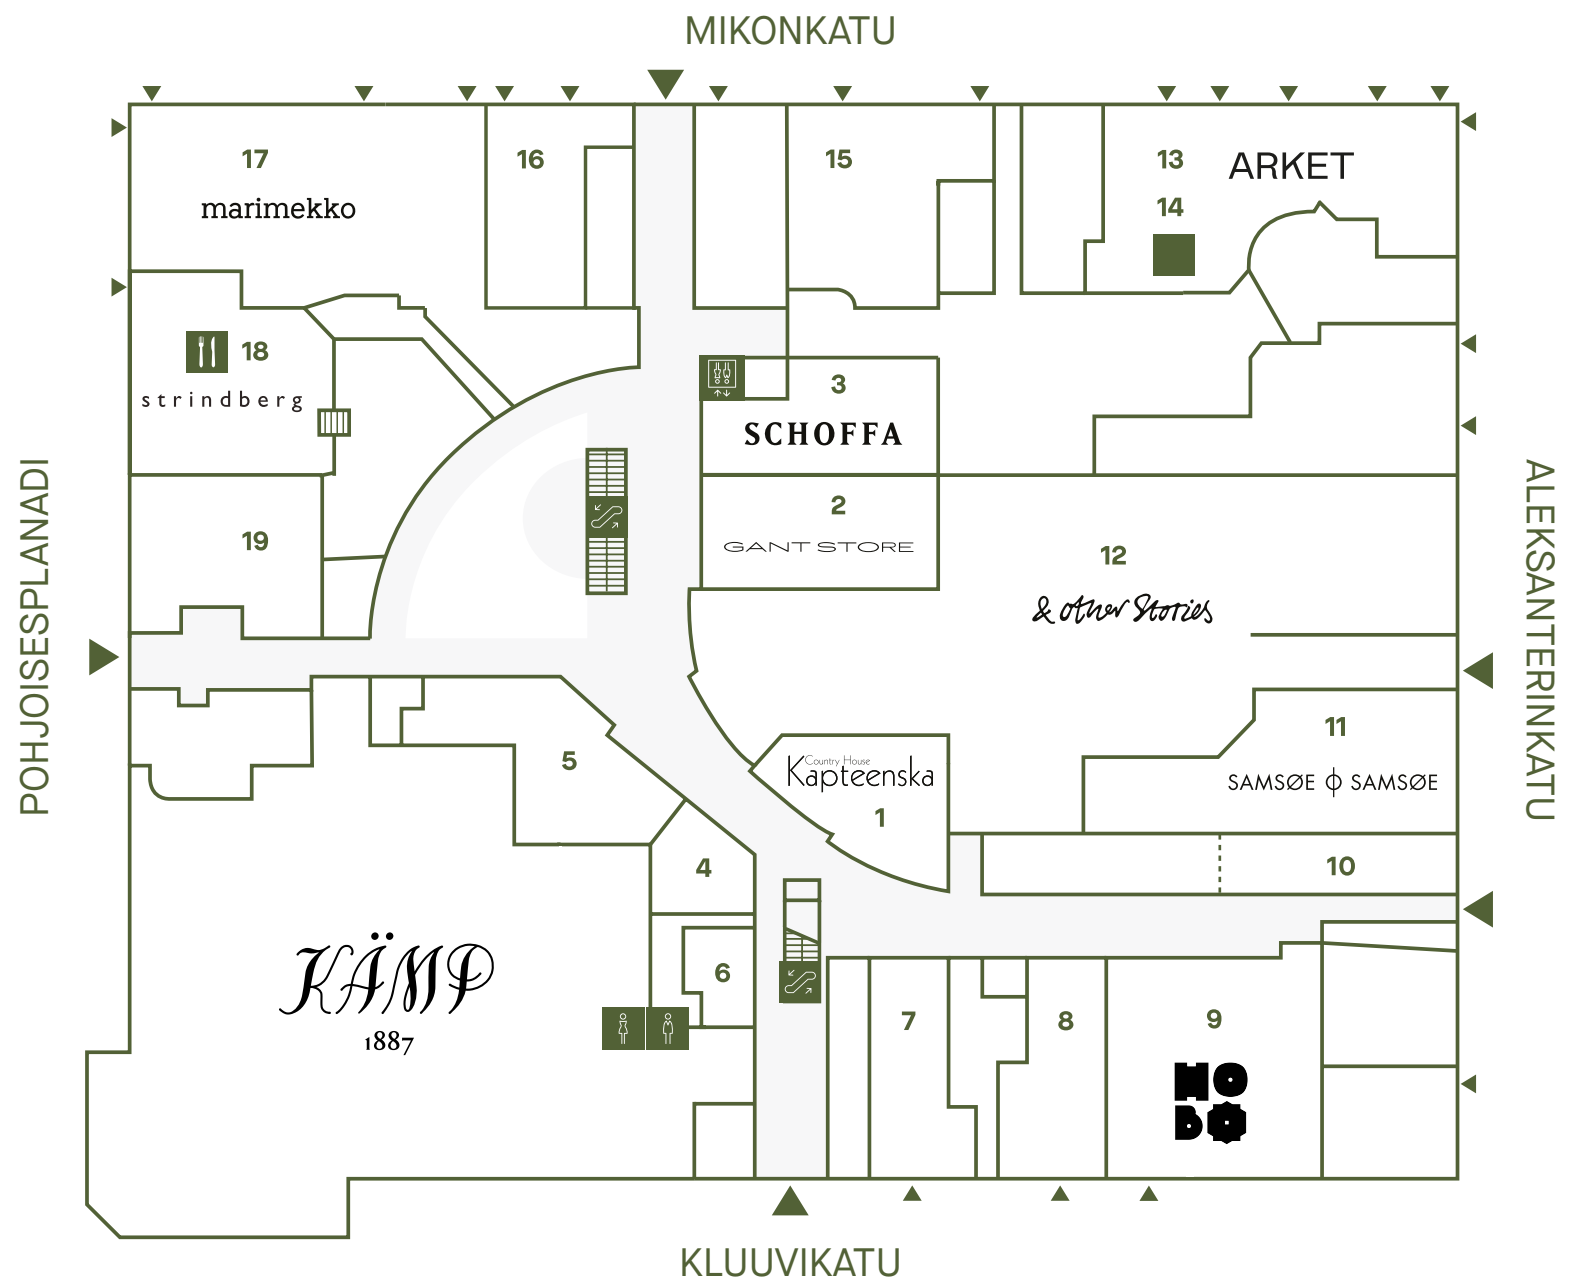 MIKONKATU
17
16
15
13
ARKET
marimekko
14
18
strindberg
3
SCHOFFA
2
GANT STORE
19
12
& other Stories
POHJOISESPLANADI
ALEKSANTERINKATU
11
SAMSØE SAMSØE
5
Country House
Kapteenska
1
4
10
KÄMP
1887
6
7
8
9
HO
BO
KLUUVIKATU